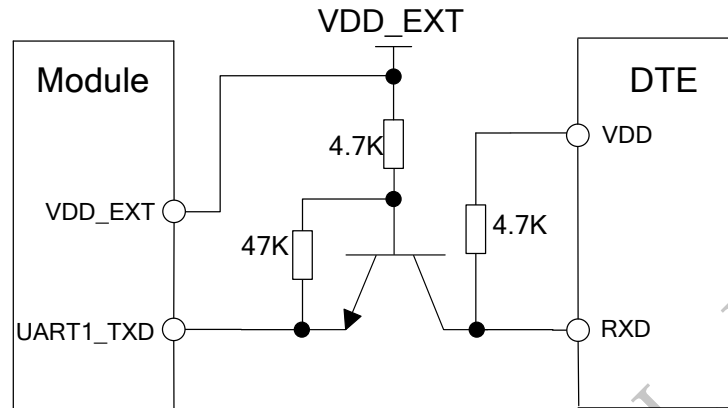 VDD_EXT
Module
DTE
4.7K
VDD
VDD_EXT
47K
4.7K
UART1_TXD
RXD